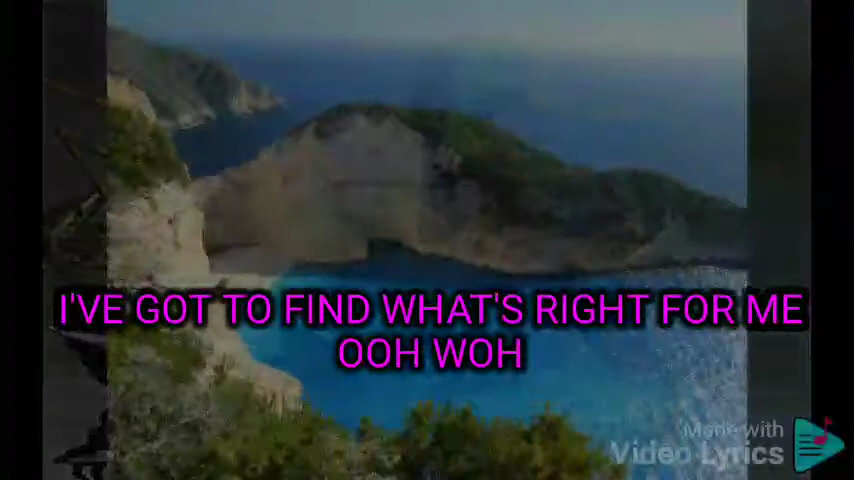 I'VE GOT TO FIND WHAT'S RIGHT FOR ME
OOH WOH
Made with
Video Lyrics